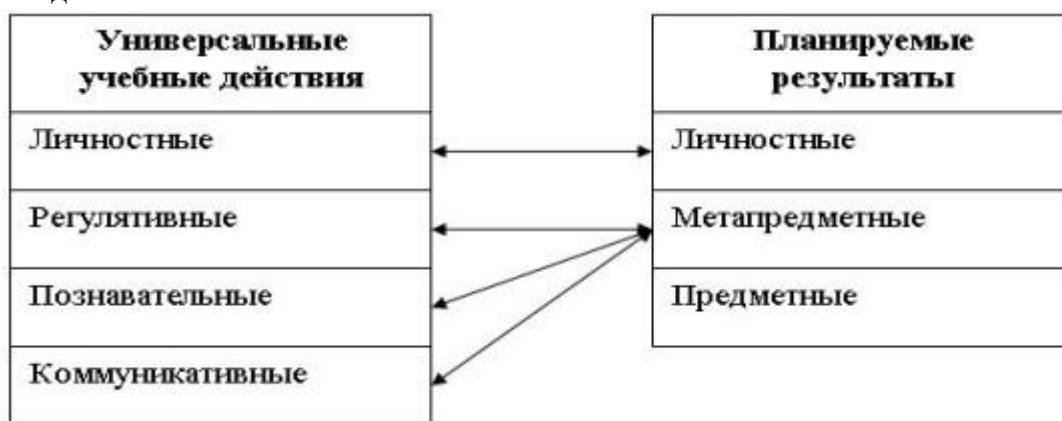 Универсальные
учебные действия
Личностные
Регулятивные
Познавательные
Коммуникативные
Планируемые
результаты
Личностные
Метапредметные
Предметные